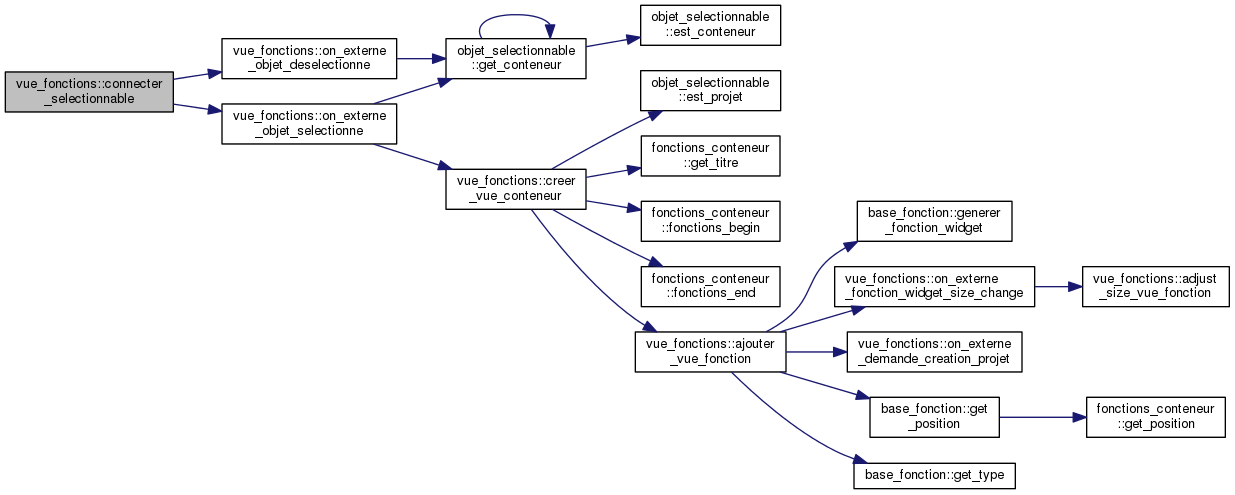 vue_fonctions::connecter
_selectionnable
vue_fonctions::on_externe
_objet_deselectionne
vue_fonctions::on_externe
_objet_selectionne
objet_selectionnable
::get_conteneur
vue_fonctions::creer
_vue_conteneur
objet_selectionnable
::est_conteneur
objet_selectionnable
::est_projet
fonctions_conteneur
::get_titre
fonctions_conteneur
::fonctions_begin
fonctions_conteneur
::fonctions_end
vue_fonctions::ajouter
_vue_fonction
base_fonction::generer
_fonction_widget
vue_fonctions::on_externe
_fonction_widget_size_change
vue_fonctions::on_externe
_demande_creation_projet
base_fonction::get
_position
base_fonction::get_type
vue_fonctions::adjust
_size_vue_fonction
fonctions_conteneur
::get_position